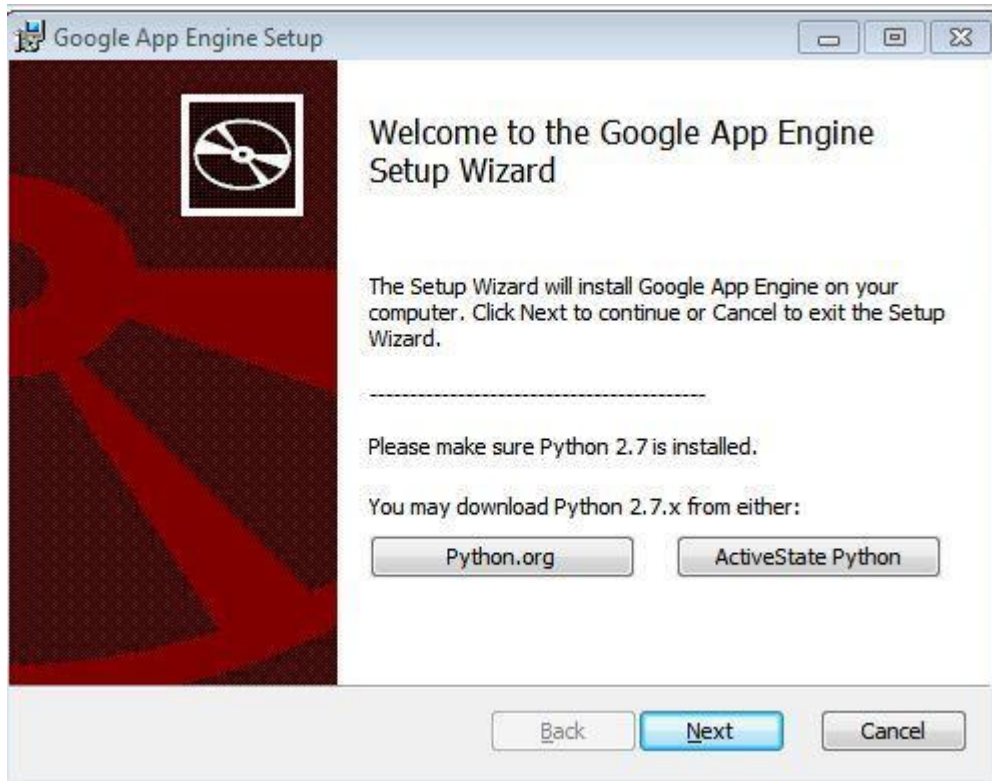 Google App Engine Setup
Welcome to the Google App Engine
Setup Wizard
The Setup Wizard will install Google App Engine on your
computer. Click Next to continue or Cancel to exit the Setup
Wizard.
------------------------------------------
Please make sure Python 2.7 is installed.
You may download Python 2.7.x from either:
Python.org ActiveState Python
Back Next Cancel